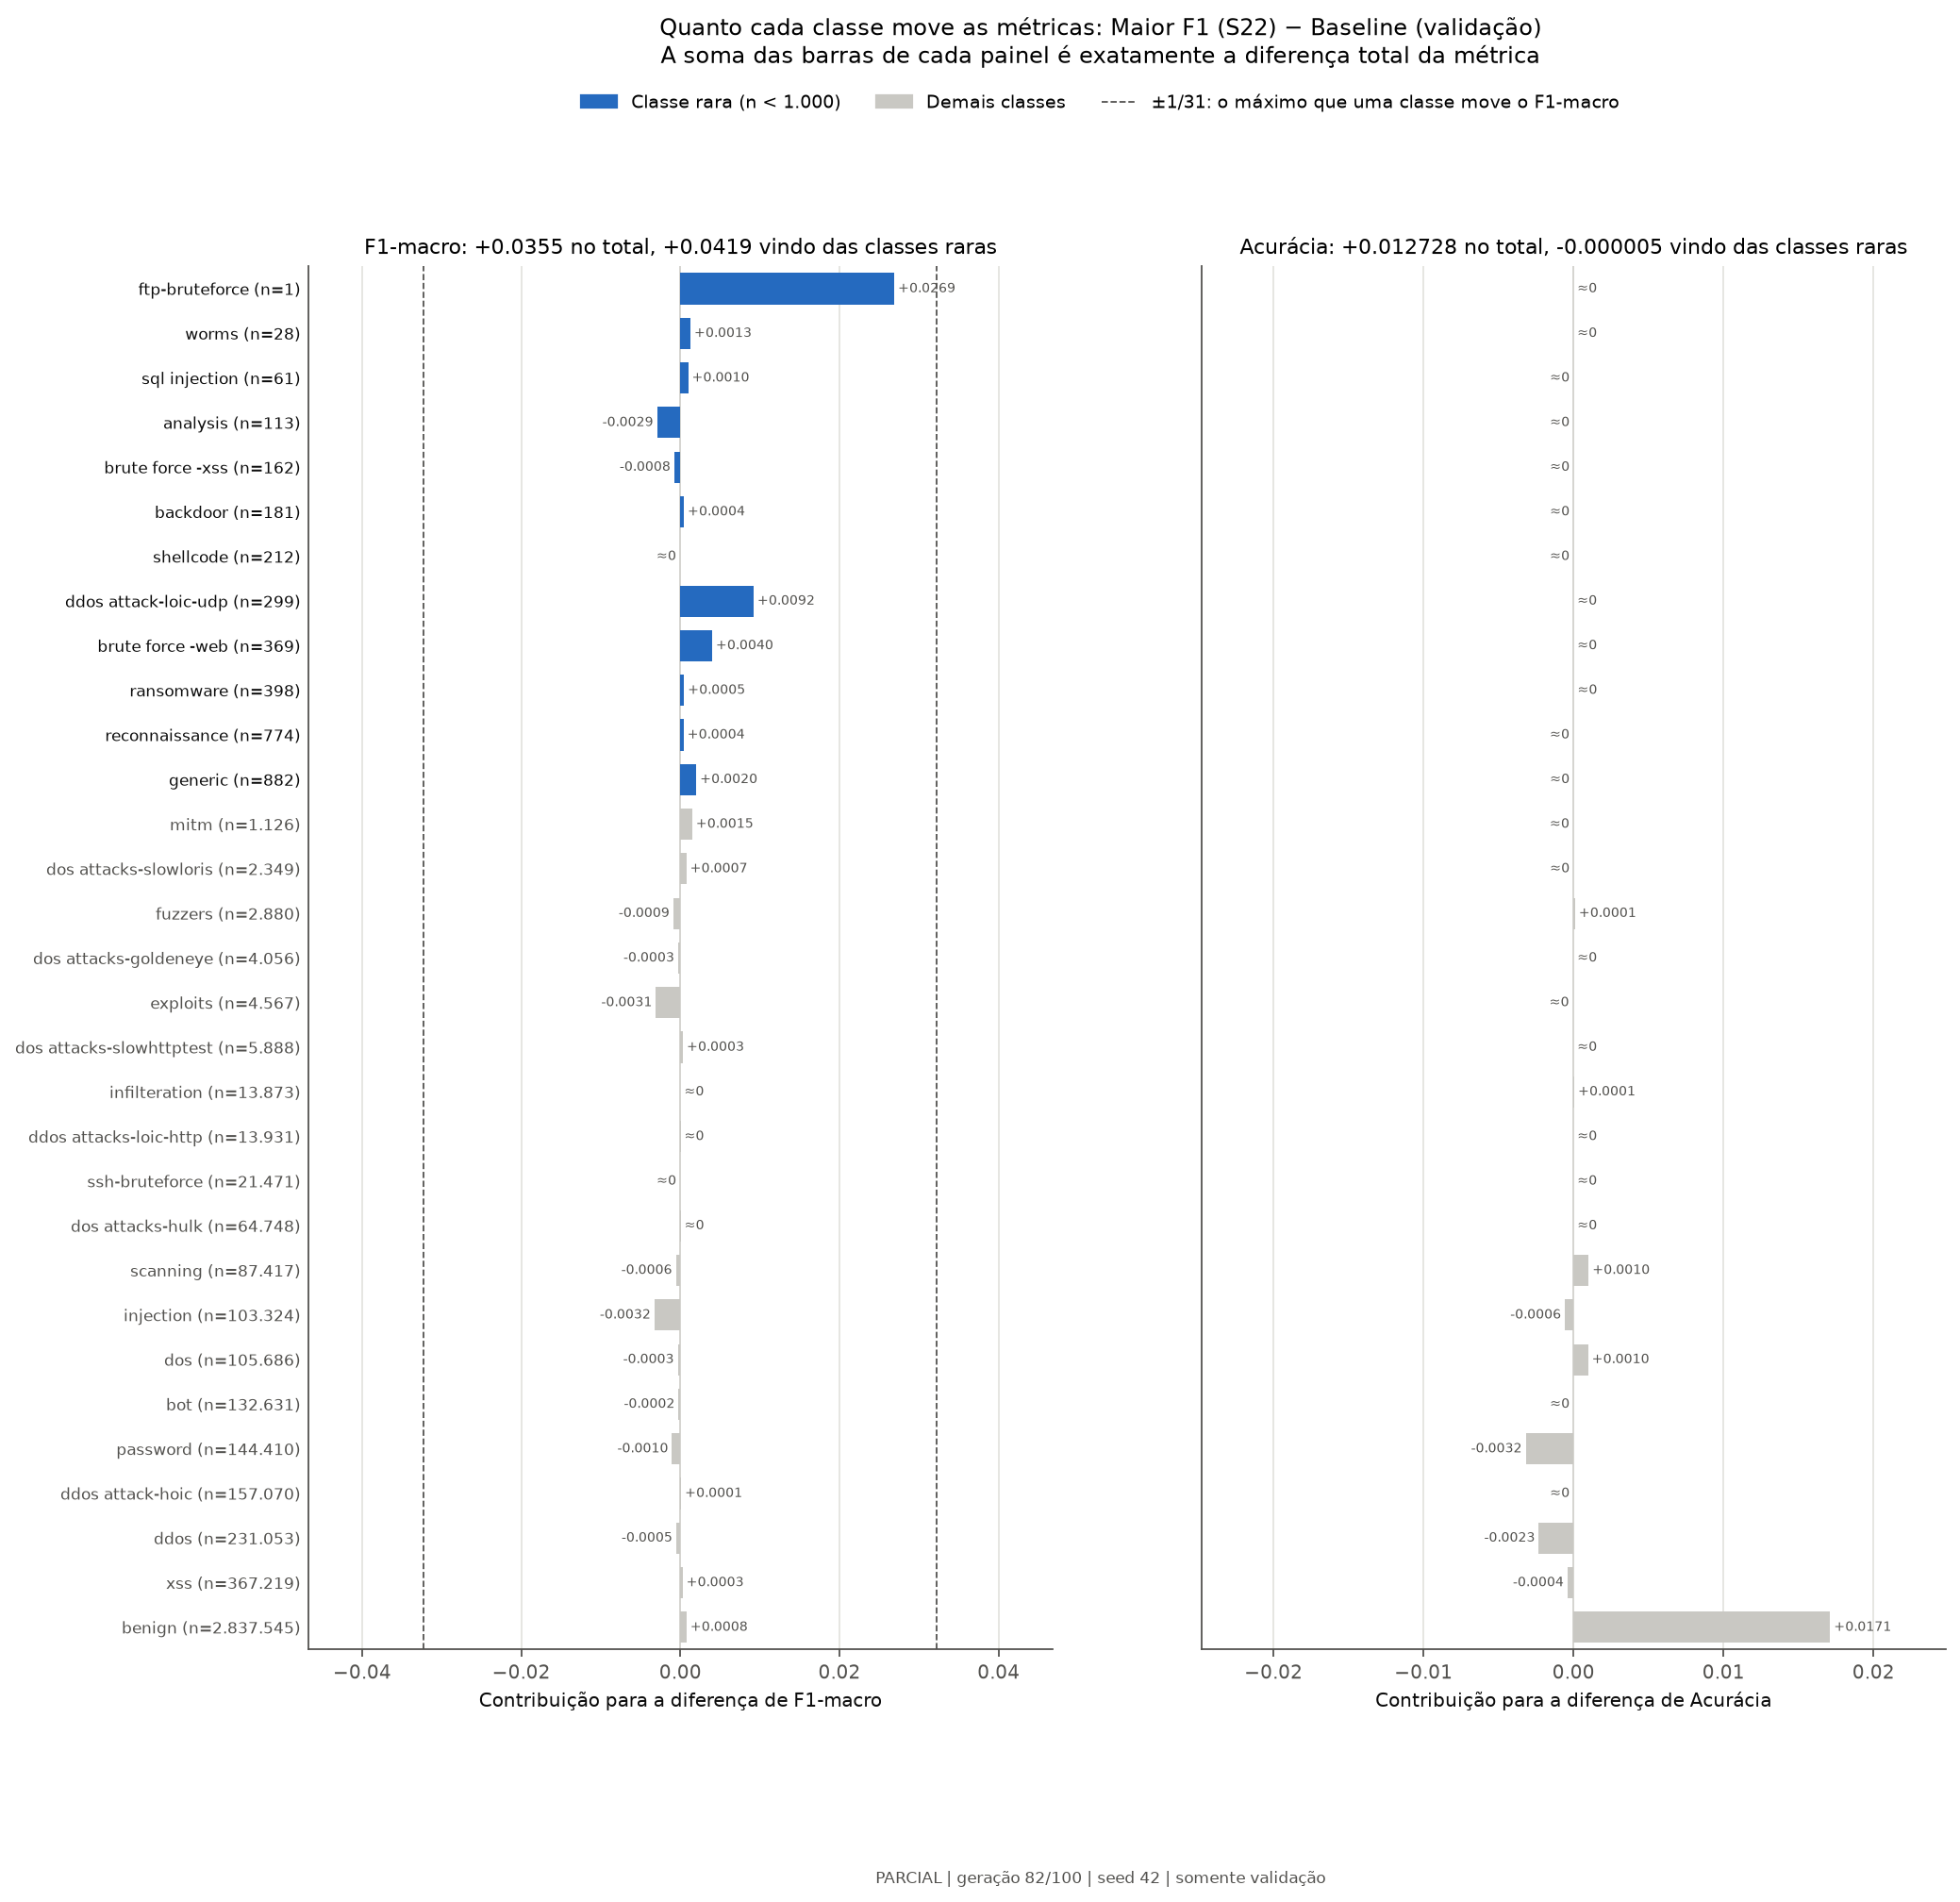 Quanto cada classe move as métricas: Maior F1 (S22) − Baseline (validação)
A soma das barras de cada painel é exatamente a diferença total da métrica
Classe rara (n < 1.000)
Demais classes
±1/31: o máximo que uma classe move o F1-macro
F1-macro: +0.0355 no total, +0.0419 vindo das classes raras
ftp-bruteforce (n=1) +0.0269
worms (n=28) +0.0013
sql injection (n=61) +0.0010
analysis (n=113) -0.0029
brute force -xss (n=162) -0.0008
backdoor (n=181) +0.0004
shellcode (n=212) ≈0
ddos attack-loic-udp (n=299) +0.0092
brute force -web (n=369) +0.0040
ransomware (n=398) +0.0005
reconnaissance (n=774) +0.0004
generic (n=882) +0.0020
mitm (n=1.126) +0.0015
dos attacks-slowloris (n=2.349) +0.0007
fuzzers (n=2.880) -0.0009
dos attacks-goldeneye (n=4.056) -0.0003
exploits (n=4.567) -0.0031
dos attacks-slowhttptest (n=5.888) +0.0003
infilteration (n=13.873) ≈0
ddos attacks-loic-http (n=13.931) ≈0
ssh-bruteforce (n=21.471) ≈0
dos attacks-hulk (n=64.748) ≈0
scanning (n=87.417) -0.0006
injection (n=103.324) -0.0032
dos (n=105.686) -0.0003
bot (n=132.631) -0.0002
password (n=144.410) -0.0010
ddos attack-hoic (n=157.070) +0.0001
ddos (n=231.053) -0.0005
xss (n=367.219) +0.0003
benign (n=2.837.545) +0.0008
−0.04 −0.02 0.00 0.02 0.04
Contribuição para a diferença de F1-macro
Acurácia: +0.012728 no total, -0.000005 vindo das classes raras
≈0
≈0
≈0
≈0
≈0
≈0
≈0
≈0
≈0
≈0
≈0
≈0
≈0
≈0
+0.0001
≈0
≈0
≈0
+0.0001
≈0
≈0
≈0
+0.0010
-0.0006
+0.0010
≈0
-0.0032
≈0
-0.0023
-0.0004
+0.0171
−0.02 −0.01 0.00 0.01 0.02
Contribuição para a diferença de Acurácia
PARCIAL | geração 82/100 | seed 42 | somente validação